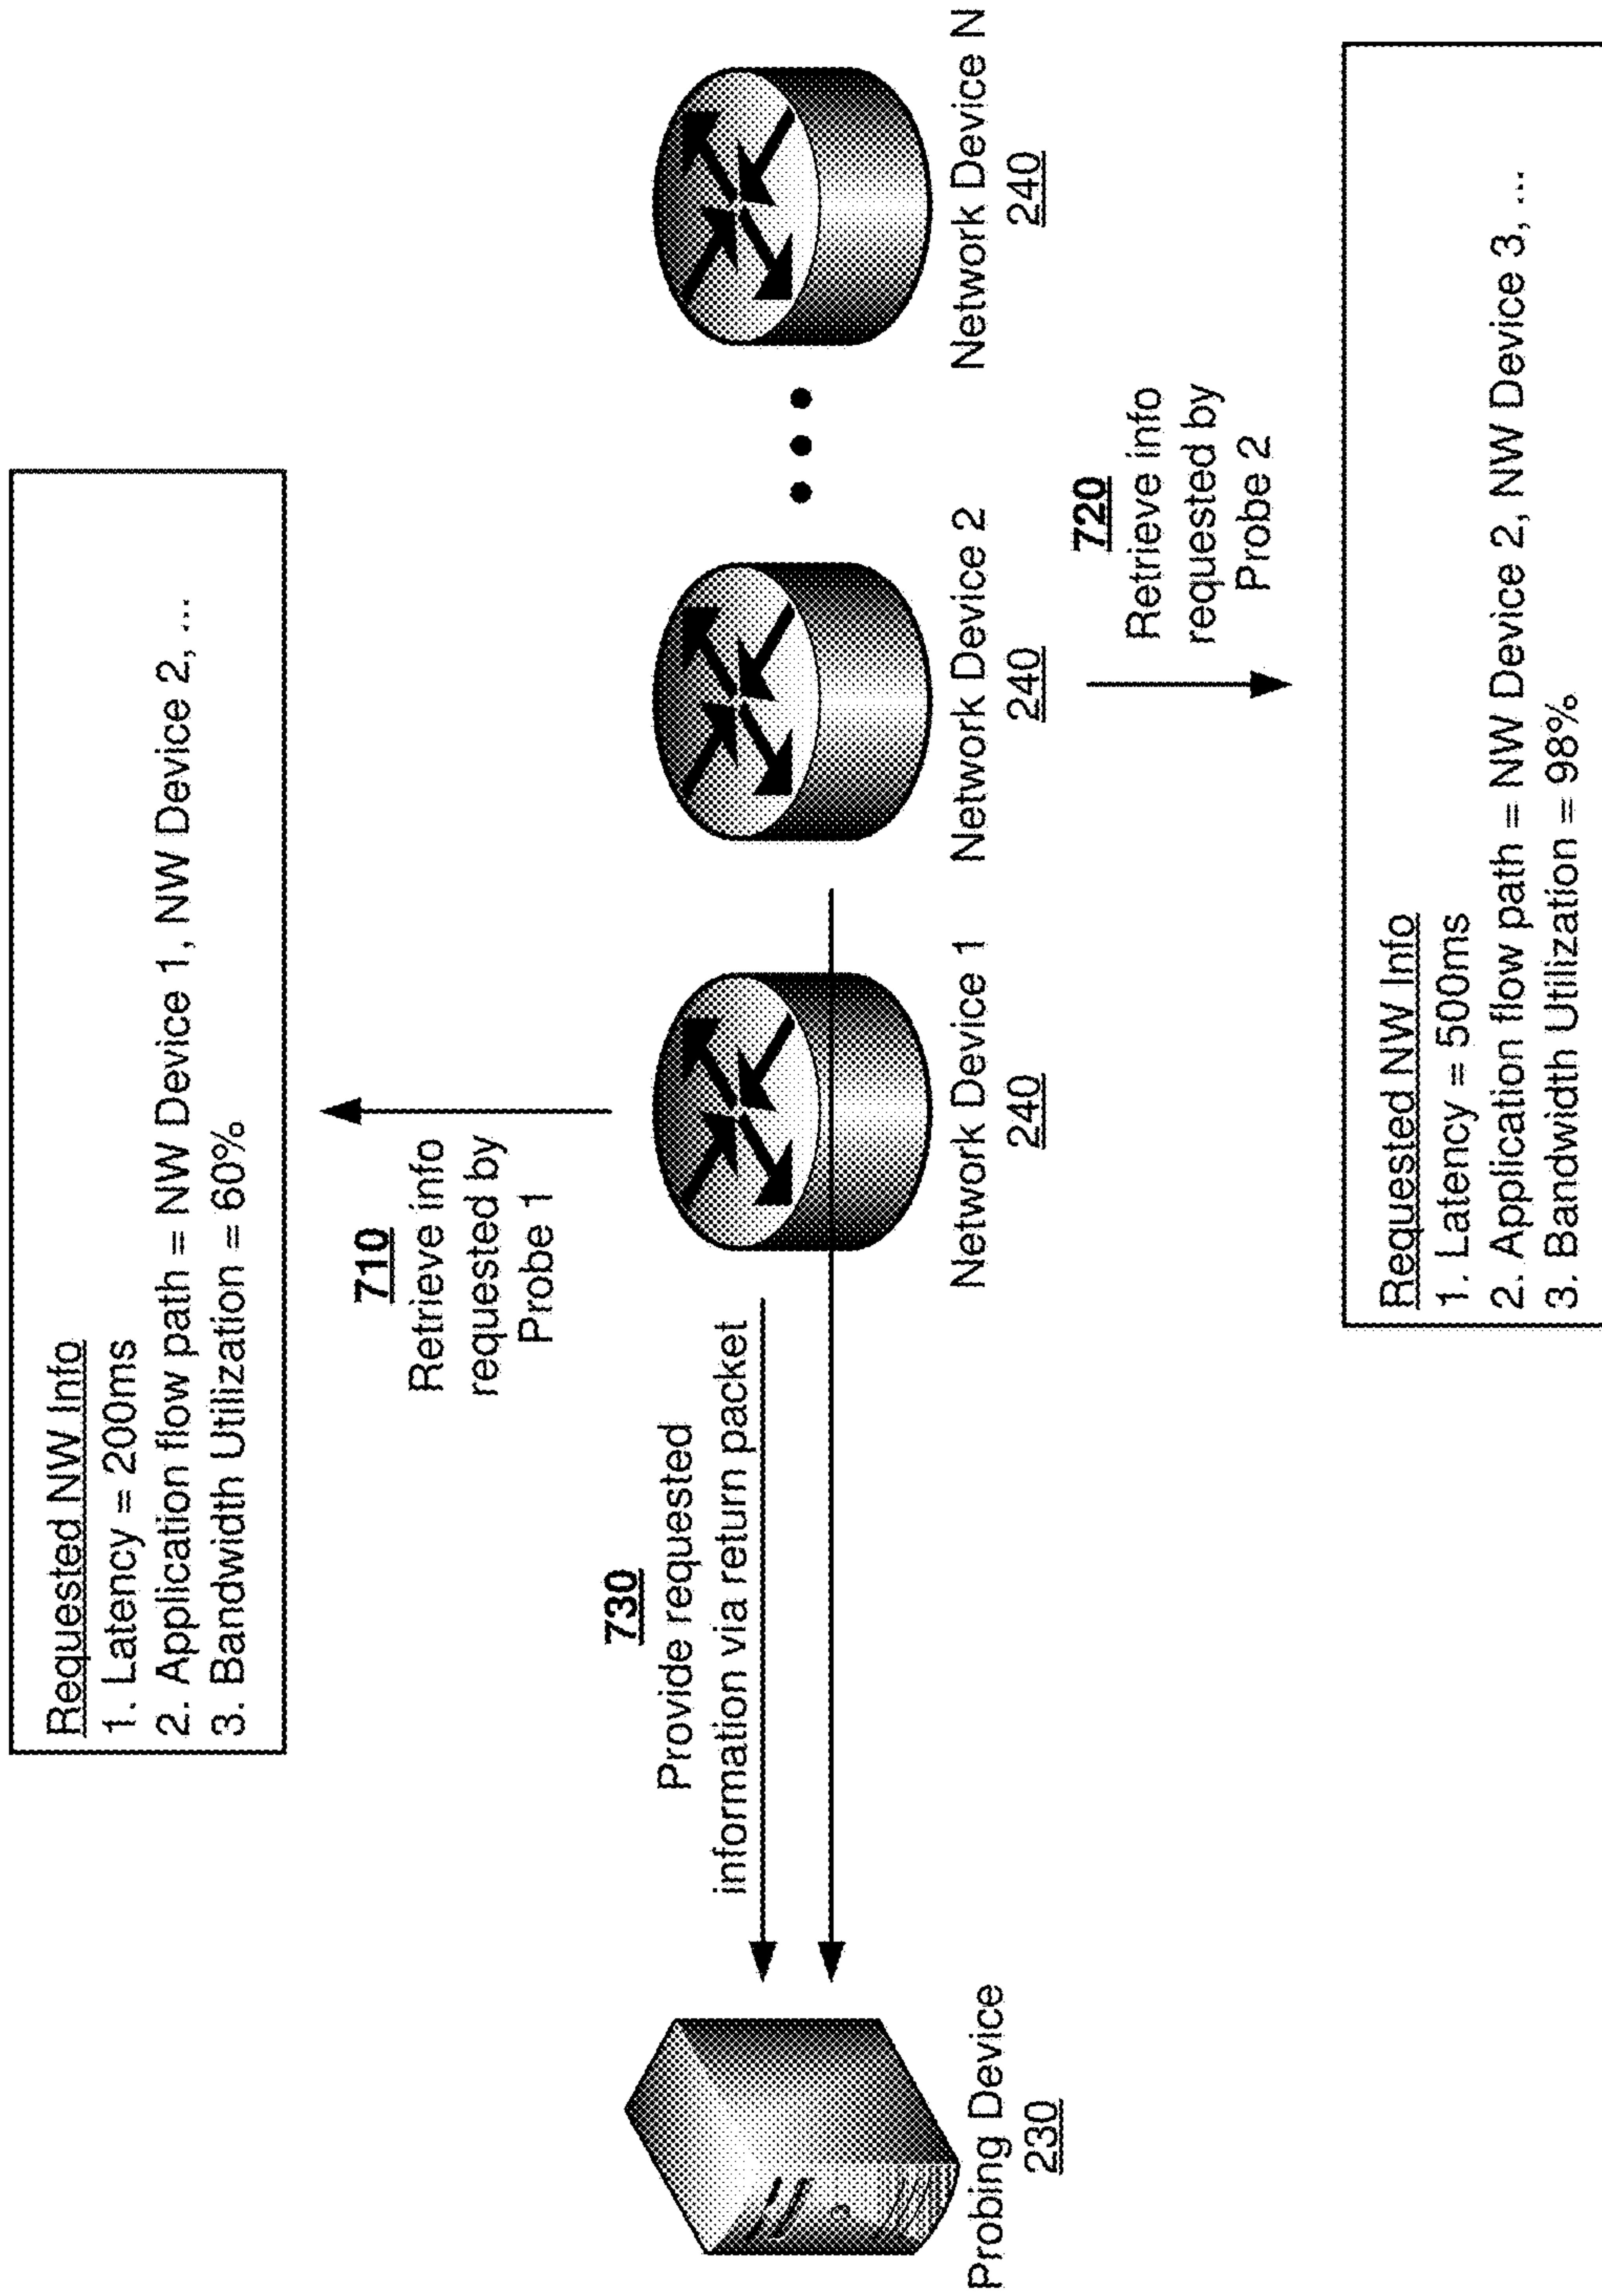 Requested NW Info
1. Latency = 200ms
2. Application flow path = NW Device 1, NW Device 2, ...
3. Bandwidth Utilization = 60%
710
Retrieve info
requested by
Probe 1
730
Provide requested
information via return packet
Probing Device
230
Network Device 1
240
Network Device 2
240
Network Device N
240
720
Retrieve info
requested by
Probe 2
Requested NW Info
1. Latency = 500ms
2. Application flow path = NW Device 2, NW Device 3, ...
3. Bandwidth Utilization = 98%